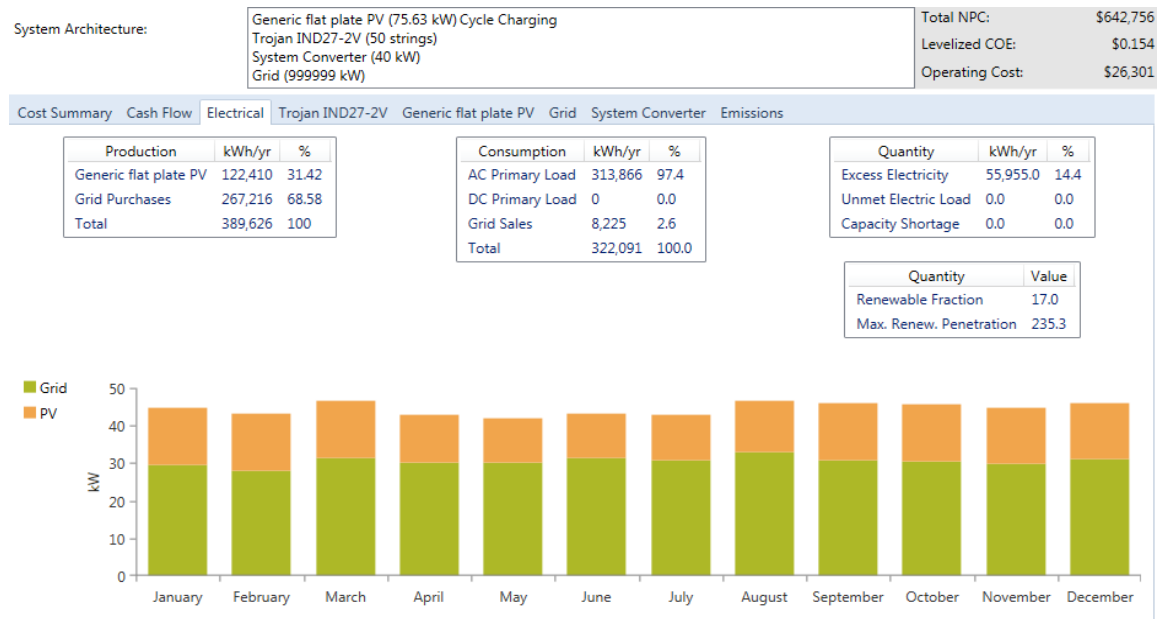 System Architecture:
Generic flat plate PV (75.63 kW) Cycle Charging
Trojan IND27-2V (50 strings)
System Converter (40 kW)
Grid (999999 kW)
Total NPC: $642,756
Levelized COE: $0.154
Operating Cost: $26,301
Cost Summary Cash Flow Electrical Trojan IND27-2V Generic flat plate PV Grid System Converter Emissions
Production kWh/yr %
Generic flat plate PV 122,410 31.42
Grid Purchases 267,216 68.58
Total 389,626 100
Consumption kWh/yr %
AC Primary Load 313,866 97.4
DC Primary Load 0 0.0
Grid Sales 8,225 2.6
Total 322,091 100.0
Quantity kWh/yr %
Excess Electricity 55,955.0 14.4
Unmet Electric Load 0.0 0.0
Capacity Shortage 0.0 0.0
Quantity Value
Renewable Fraction 17.0
Max. Renew. Penetration 235.3
Grid
PV
kW
50
40
30
20
10
0
January February March April May June July August September October November December